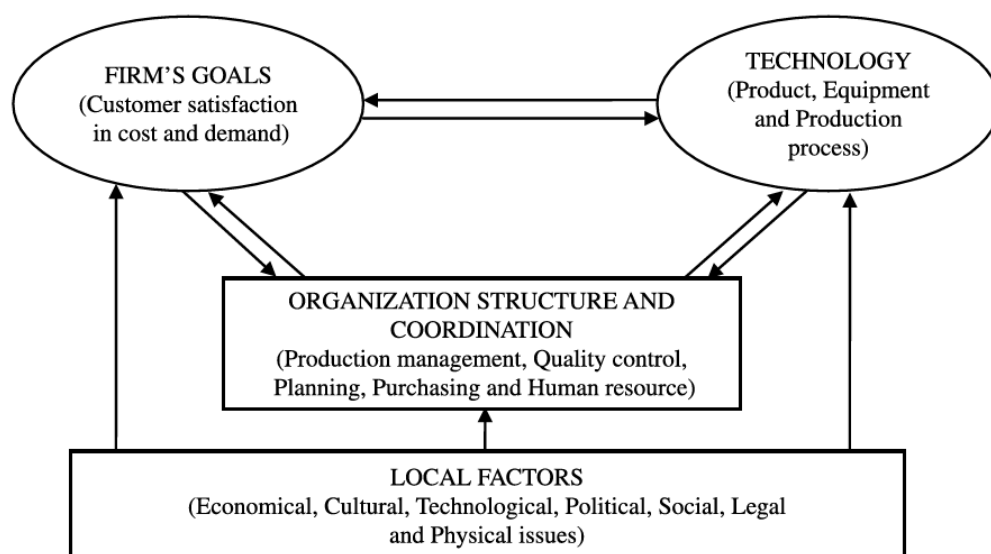 FIRM'S GOALS
(Customer satisfaction
in cost and demand)
TECHNOLOGY
(Product, Equipment
and Production
process)
ORGANIZATION STRUCTURE AND
COORDINATION
(Production management, Quality control,
Planning, Purchasing and Human resource)
LOCAL FACTORS
(Economical, Cultural, Technological, Political, Social, Legal
and Physical issues)